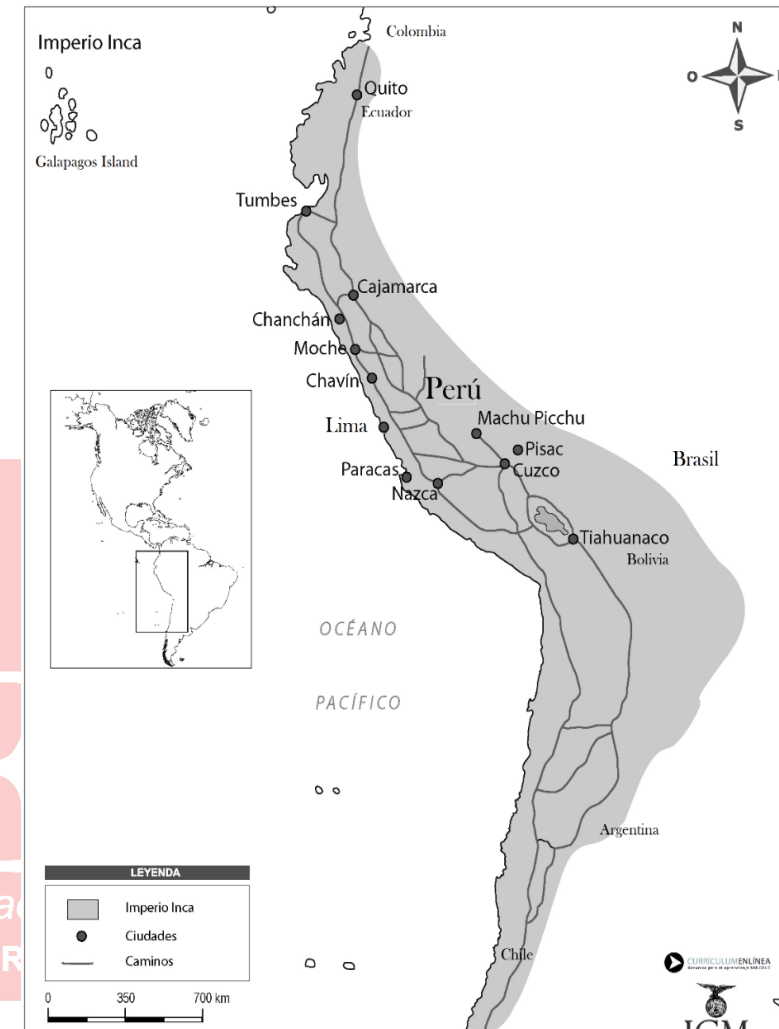 Imperio Inca
Galapagos Island
Colombia
N
O
S
Quito
Ecuador
Tumbes
Cajamarca
Chanchán
Moche
Chavín
Perú
Lima
Machu Picchu
Pisac
Cuzco
Brasil
Paracas
Nazca
Tiahuanaco
Bolivia
OCÉANO
PACÍFICO
Argentina
Chile
LEYENDA
Imperio Inca
Ciudades
Caminos
0 350 700 km
CURRÍCULUMENLÍNEA
IGM